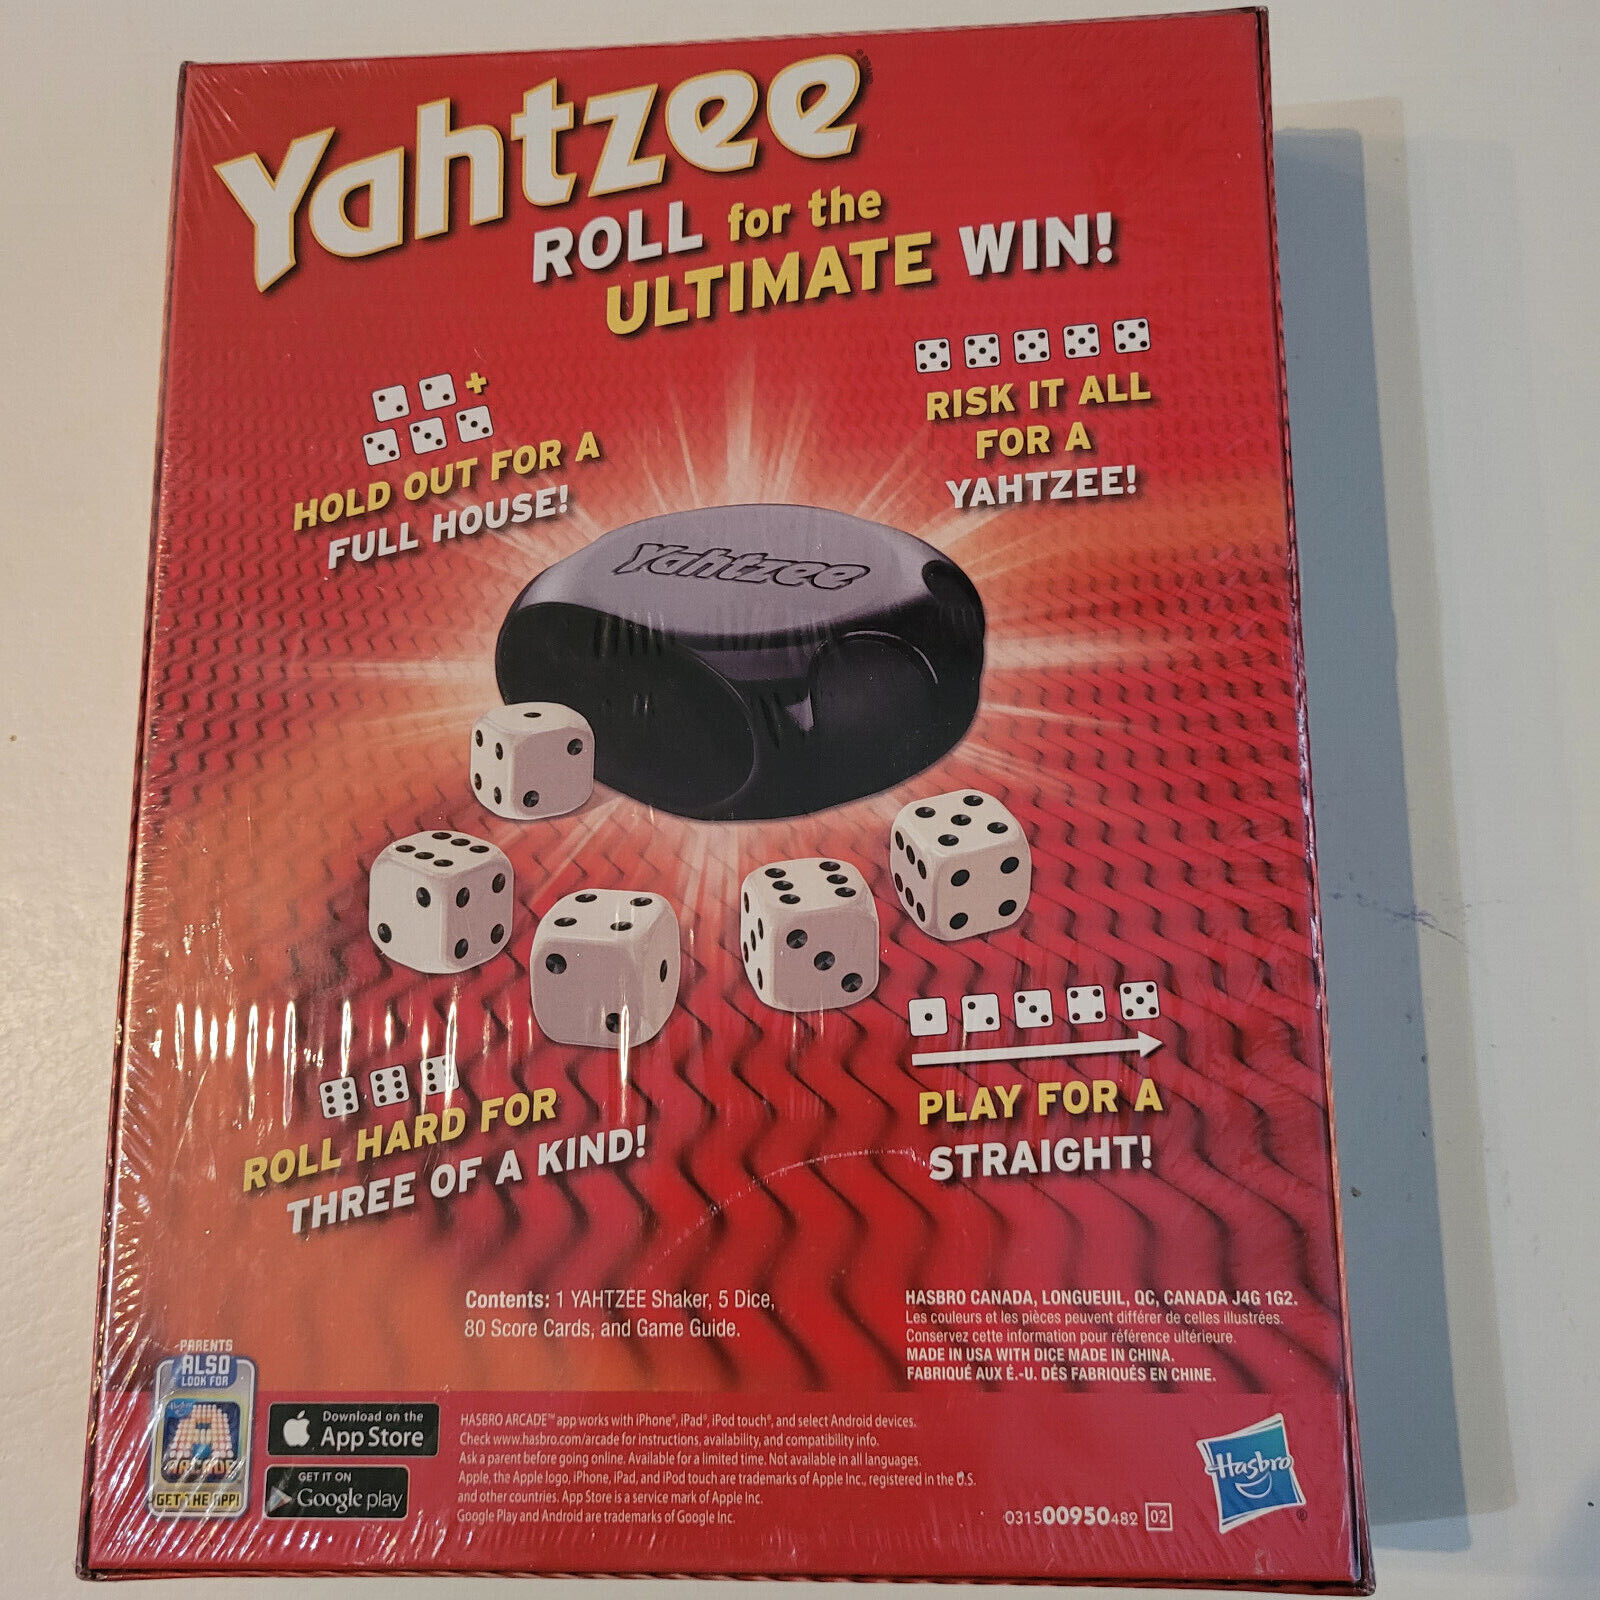 Yahtzee
ROLL for the
ULTIMATE WIN!
+
HOLD OUT FOR A
FULL HOUSE!
RISK IT ALL
FOR A
YAHTZEE!
Yahtzee
ROLL HARD FOR
THREE OF A KIND!
PLAY FOR A
STRAIGHT!
Contents: 1 YAHTZEE Shaker, 5 Dice,
80 Score Cards, and Game Guide.
HASBRO CANADA, LONGUEUIL, QC, CANADA J4G 1G2.
Les couleurs et les pièces peuvent différer de celles illustrées.
Conservez cette information pour référence ultérieure.
MADE IN USA WITH DICE MADE IN CHINA.
FABRIQUÉ AUX É.-U. DÉS FABRIQUÉS EN CHINE.
PARENTS
ALSO
LOOK FOR
Hasbro
ARCADE
GET THE APP!
Download on the
App Store
GET IT ON
Google play
HASBRO ARCADE™ app works with iPhone®, iPad®, iPod touch®, and select Android devices.
Check www.hasbro.com/arcade for instructions, availability, and compatibility info.
Ask a parent before going online. Available for a limited time. Not available in all languages.
Apple, the Apple logo, iPhone, iPad, and iPod touch are trademarks of Apple Inc., registered in the U.S.
and other countries. App Store is a service mark of Apple Inc.
Google Play and Android are trademarks of Google Inc.
031500950482 02
Hasbro®